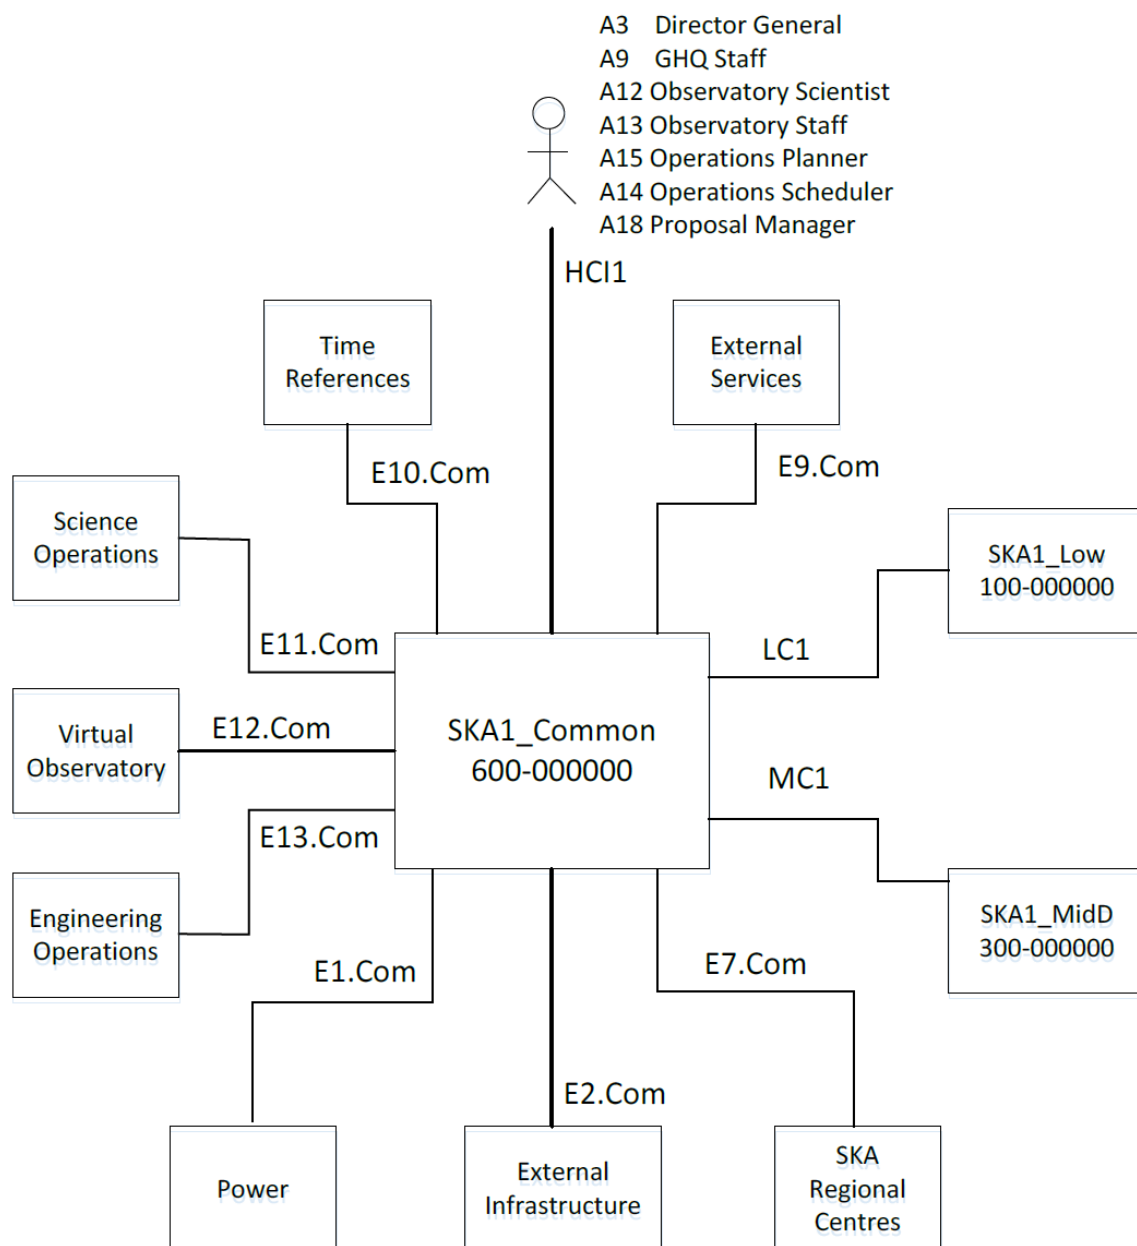 A3 Director General
A9 GHQ Staff
A12 Observatory Scientist
A13 Observatory Staff
A15 Operations Planner
A14 Operations Scheduler
A18 Proposal Manager
HCI1
Time
References
External
Services
E10.Com
E9.Com
Science
Operations
SKA1_Low
100-000000
E11.Com
LC1
Virtual
Observatory
E12.Com
SKA1_Common
600-000000
MC1
E13.Com
Engineering
Operations
SKA1_MidD
300-000000
E1.Com
E7.Com
E2.Com
Power
External
Infrastructure
SKA
Regional
Centres